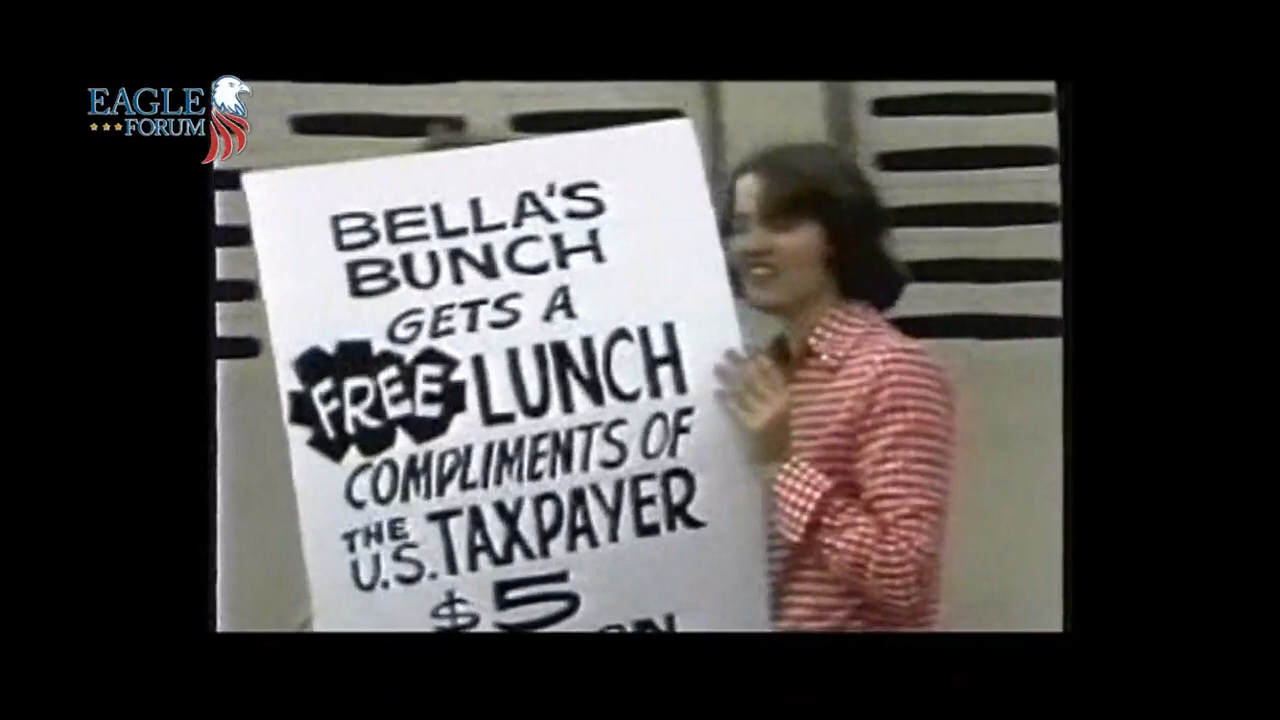 EAGLE
FORUM
BELLA'S
BUNCH
GETS A
FREE LUNCH
COMPLIMENTS OF
THE
U.S. TAXPAYER
$5